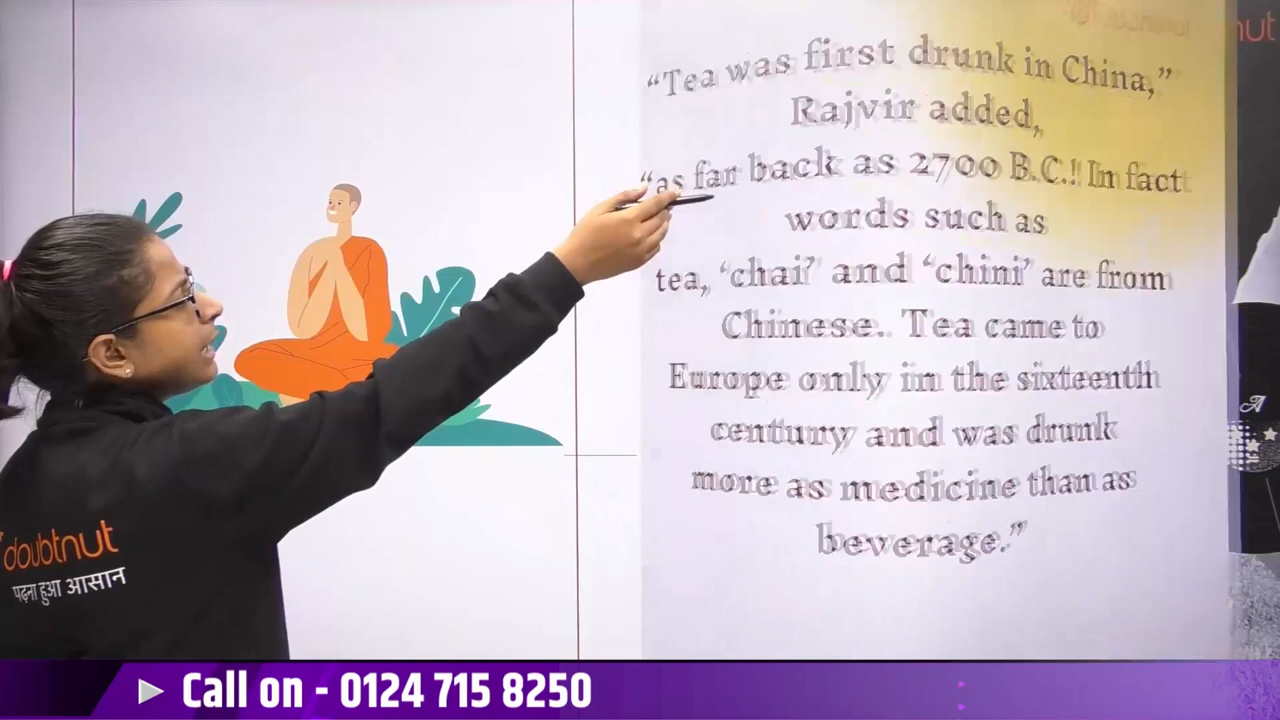 “Tea was first drunk in China,”
Rajvir added,
“as far back as 2700 B.C.! In fact
words such as
tea, ‘chai’ and ‘chini’ are from
Chinese. Tea came to
Europe only in the sixteenth
century and was drunk
more as medicine than as
beverage.”
doubtnut
पढ़ना हुआ आसान
nut
A
Call on - 0124 715 8250